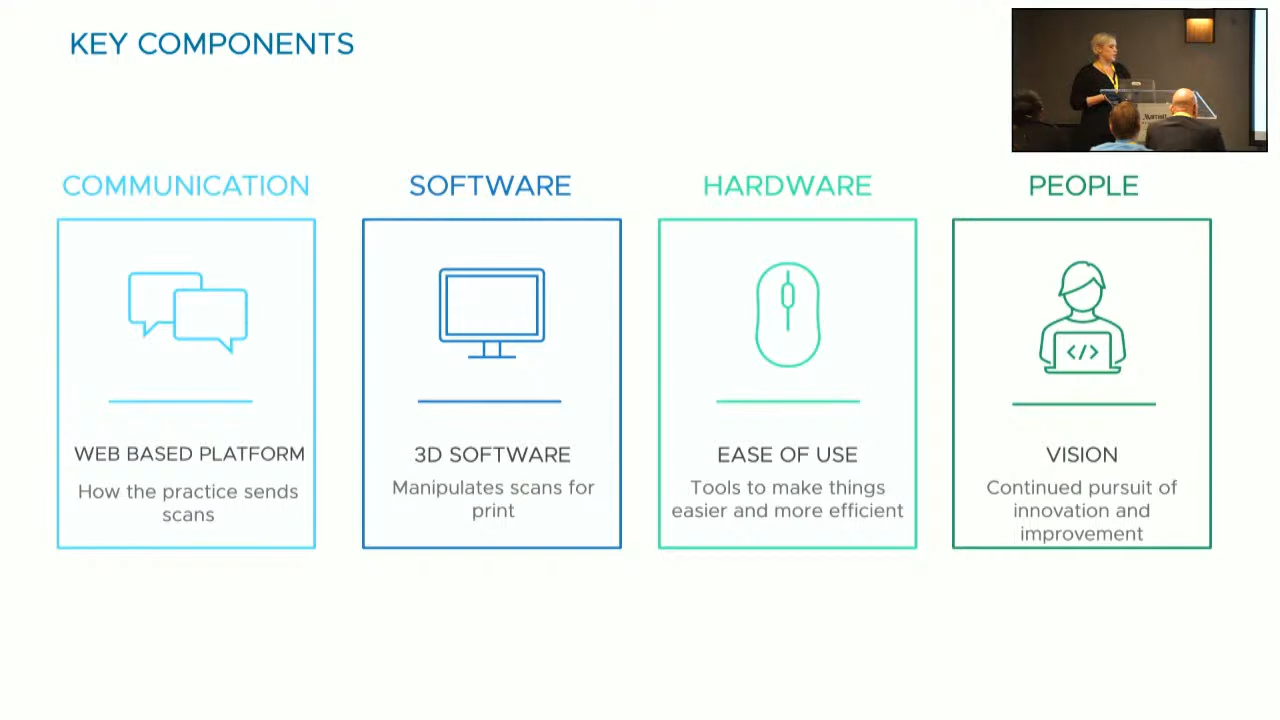 KEY COMPONENTS
COMMUNICATION
WEB BASED PLATFORM
How the practice sends
scans
SOFTWARE
3D SOFTWARE
Manipulates scans for
print
HARDWARE
EASE OF USE
Tools to make things
easier and more efficient
PEOPLE
</>
VISION
Continued pursuit of
innovation and
improvement
Marriott